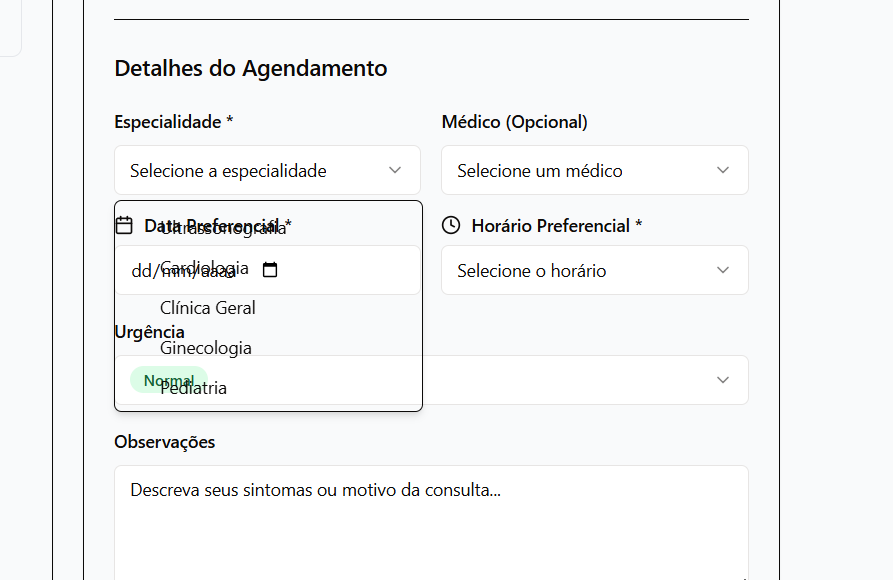 Detalhes do Agendamento
Especialidade *
Médico (Opcional)
Selecione a especialidade
Selecione um médico
Data Preferencial *
Ultrassonografia
Horário Preferencial *
dd/mm/aaaa
Cardiologia
Selecione o horário
Clínica Geral
Urgência
Ginecologia
Normal
Pediatria
Observações
Descreva seus sintomas ou motivo da consulta...